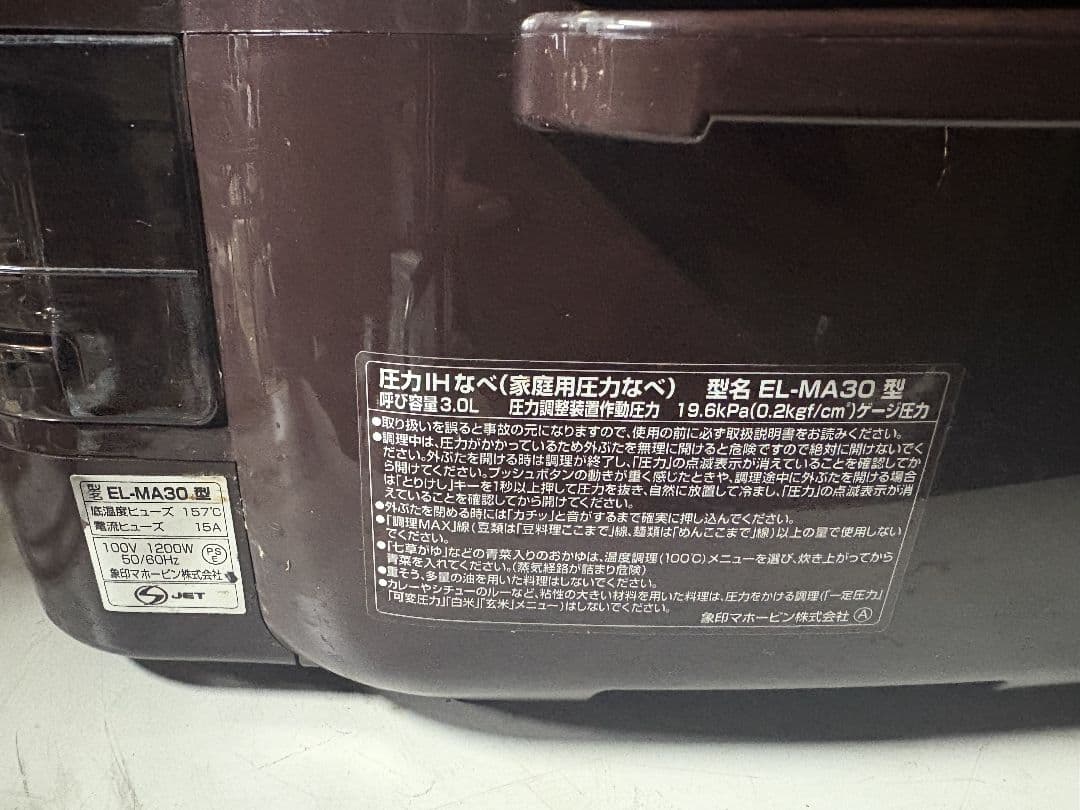 圧力IHなべ(家庭用圧力なべ) 型名 EL-MA30 型
呼び容量3.0L 圧力調整装置作動圧力 19.6kPa(0.2kgf/cm²)ゲージ圧力
●取り扱いを誤ると事故の元になりますので、使用の前に必ず取扱説明書をお読みください。
●調理中は、圧力がかかっているため外ぶたを無理に開けると危険ですので絶対に開けないでく
ださい。外ぶたを開ける時は調理が終了し、「圧力」の点滅表示が消えていることを確認してか
ら開けてください。プッシュボタンの動きが重く感じたときや、調理途中に外ぶたを開ける場合
は「とりけし」キーを1秒以上押して圧力を抜き、自然に放置して冷まし、「圧力」の点滅表示が消
えていることを確認してから開けてください。
●外ぶたを閉める時には「カチッ」と音がするまで確実に押し込んでください。
●「調理MAX」線(豆類は「豆料理ここまで」線、麺類は「めんここまで」線)以上の量で使用しない
でください。
●「七草がゆ」などの青菜入りのおかゆは、温度調理(100℃)メニューを選び、炊き上がってから
青菜を入れてください。(蒸気経路が詰まり危険)
●重そう、多量の油を用いた料理はしないでください。
●カレーやシチューのルーなど、粘性の大きい材料を用いた料理は、圧力をかける調理(「一定圧力」
「可変圧力」「白米」「玄米」メニュー)はしないでください。
象印マホービン株式会社 Ⓐ
型名 EL-MA30 型
低温度ヒューズ 157℃
電流ヒューズ 15A
100V 1200W
50/60Hz
PSE
象印マホービン株式会社
JET